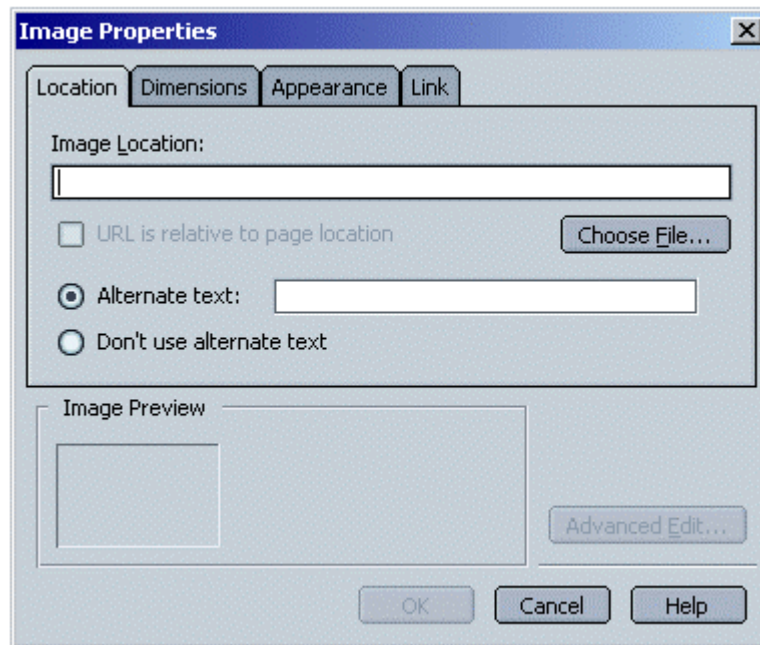 Image Properties
Location Dimensions Appearance Link
Image Location:
URL is relative to page location Choose File...
Alternate text:
Don't use alternate text
Image Preview
Advanced Edit...
OK Cancel Help